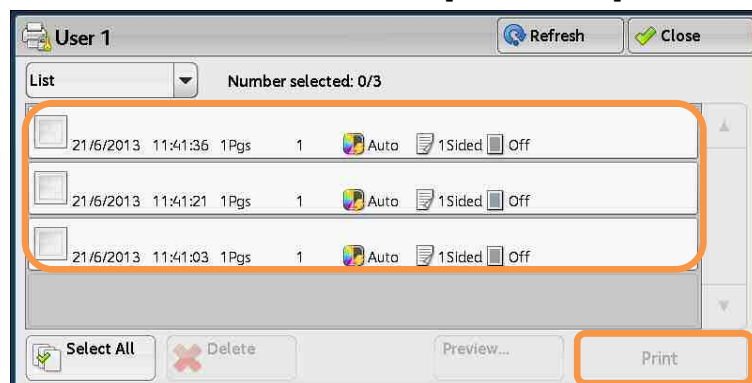 User 1 Refresh Close
List Number selected: 0/3
21/6/2013 11:41:36 1Pgs 1 Auto 1Sided Off
21/6/2013 11:41:21 1Pgs 1 Auto 1Sided Off
21/6/2013 11:41:03 1Pgs 1 Auto 1Sided Off
Select All Delete Preview... Print